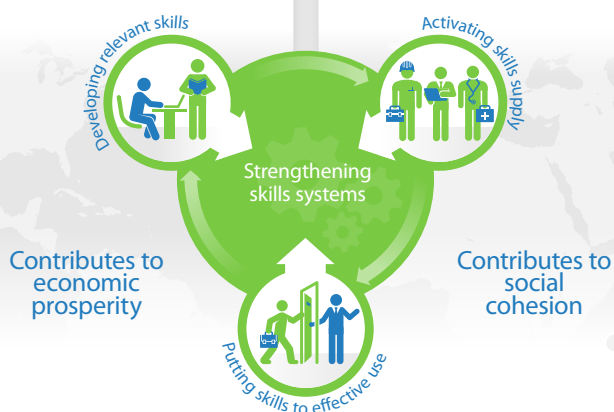 Developing relevant skills
Activating skills supply
Strengthening
skills systems
Contributes to
economic
prosperity
Contributes to
social
cohesion
Putting skills to effective use